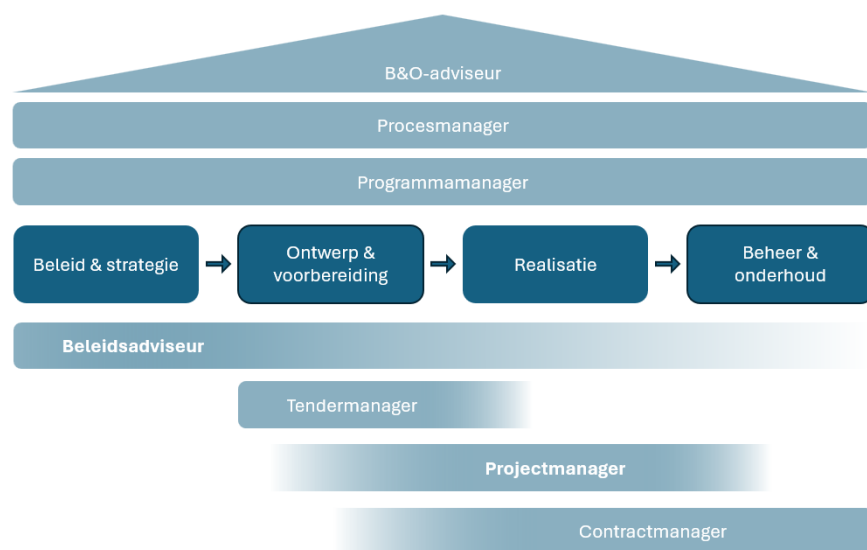 B&O-adviseur
Procesmanager
Programmamanager
Beleid & strategie
Ontwerp &
voorbereiding
Realisatie
Beheer &
onderhoud
Beleidsadviseur
Tendermanager
Projectmanager
Contractmanager